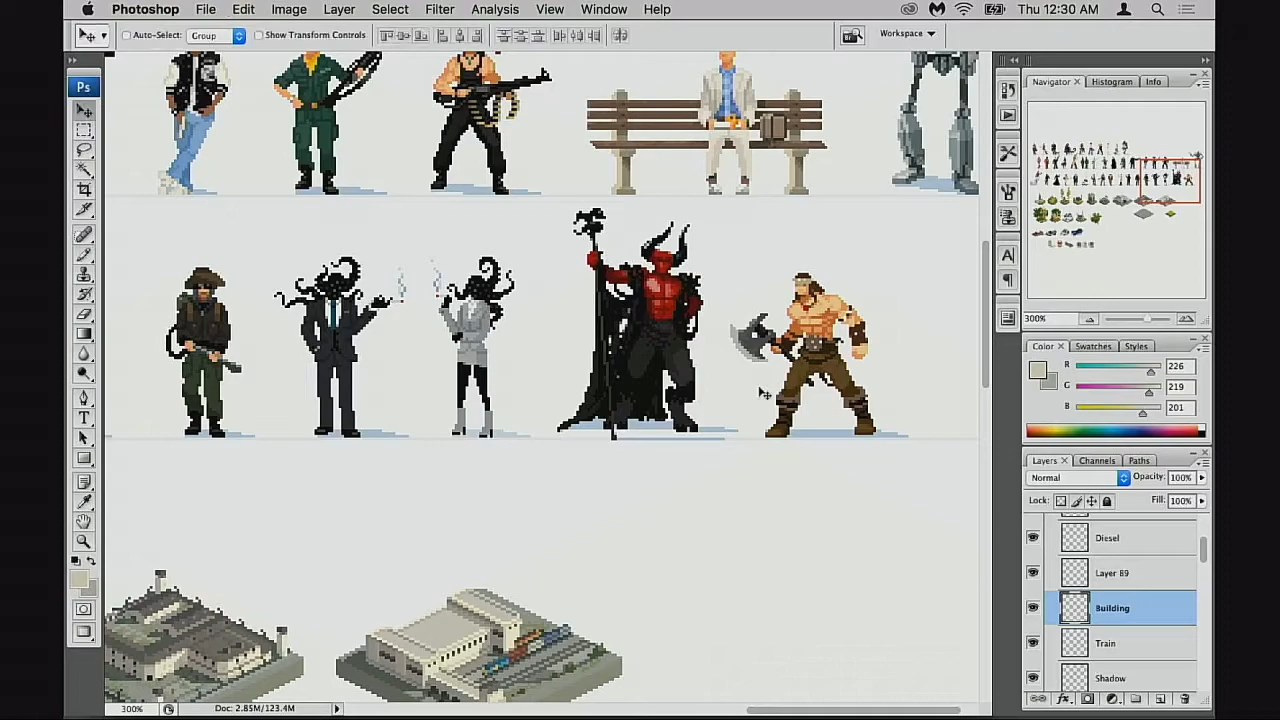 Photoshop File Edit Image Layer Select Filter Analysis View Window Help Thu 12:30 AM
Auto-Select: Group Show Transform Controls Workspace
Ps
Navigator Histogram Info
300%
Color Swatches Styles
R 226
G 219
B 201
Layers Channels Paths
Normal Opacity: 100%
Lock: Fill: 100%
Diesel
Layer 89
Building
Train
Shadow
300% Doc: 2.85M/123.4M